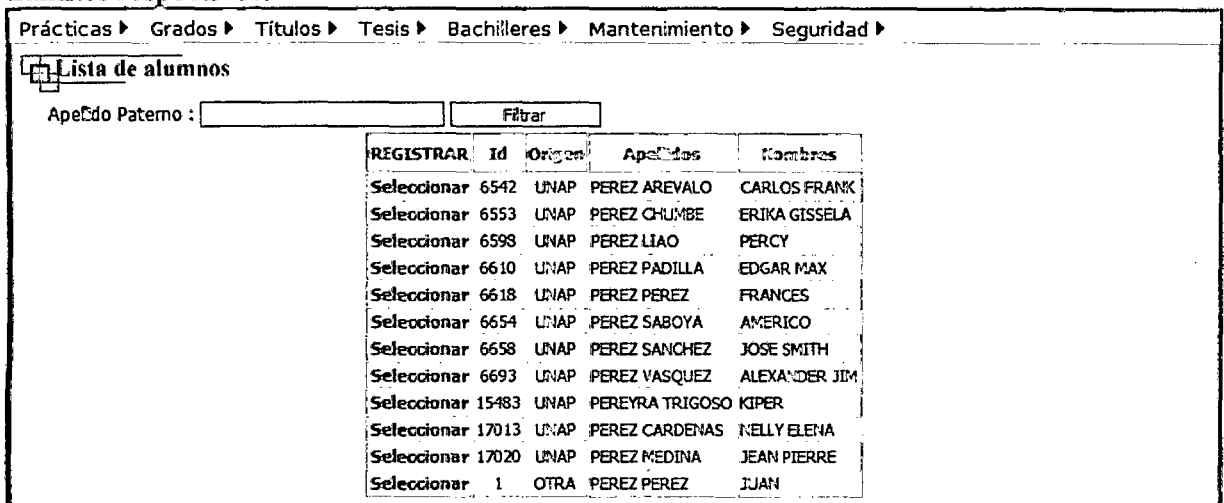 Prácticas Grados Títulos Tesis Bachilleres Mantenimiento Seguridad
Lista de alumnos
Apellido Paterno : Filtrar
REGISTRAR Id Origen Apellidos Nombres
Seleccionar 6542 UNAP PEREZ AREVALO CARLOS FRANK
Seleccionar 6553 UNAP PEREZ CHUMBE ERIKA GISSELA
Seleccionar 6598 UNAP PEREZ LIAO PERCY
Seleccionar 6610 UNAP PEREZ PADILLA EDGAR MAX
Seleccionar 6618 UNAP PEREZ PEREZ FRANCES
Seleccionar 6654 UNAP PEREZ SABOYA AMERICO
Seleccionar 6658 UNAP PEREZ SANCHEZ JOSE SMITH
Seleccionar 6693 UNAP PEREZ VASQUEZ ALEXANDER JIM
Seleccionar 15483 UNAP PEREYRA TRIGOSO KIPER
Seleccionar 17013 UNAP PEREZ CARDENAS NELLY ELENA
Seleccionar 17020 UNAP PEREZ MEDINA JEAN PIERRE
Seleccionar 1 OTRA PEREZ PEREZ JUAN